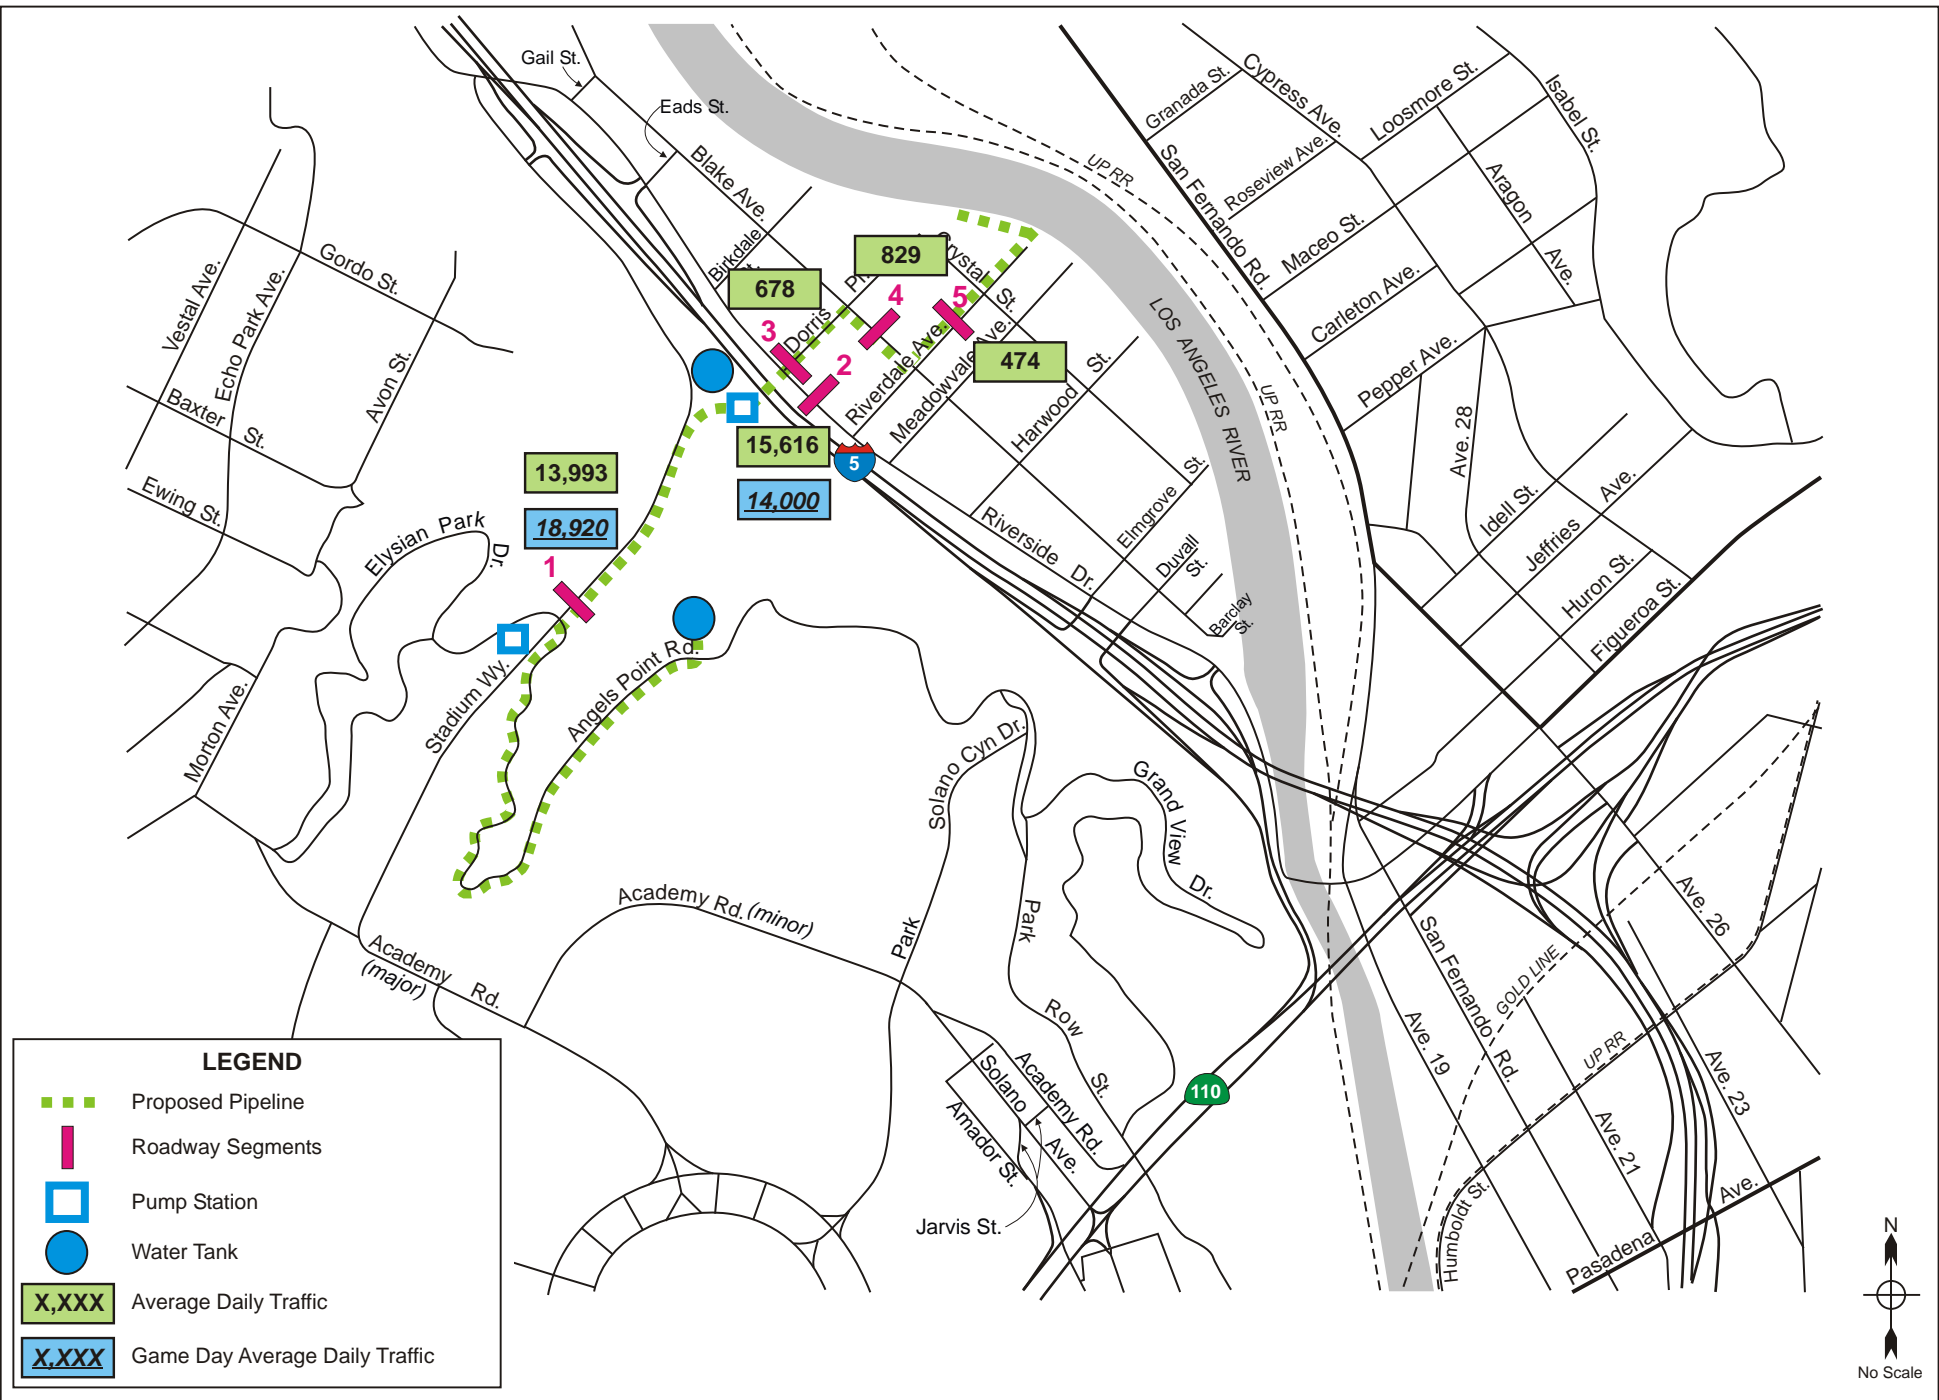 Gail St.
Eads St.
Blake Ave.
Birkdale
St.
Gordo St.
Vestal Ave.
Echo Park Ave.
Avon St.
Baxter St.
Ewing St.
Elysian Park Dr.
Morton Ave.
Stadium Wy.
Angels Point Rd.
678
829
474
3
4
5
2
1
Dorris
Crystal St.
Riverdale Ave.
Meadowvale Ave.
Harwood St.
Elmgrove St.
Duvall
St.
Barclay
St.
Riverside Dr.
15,616
14,000
13,993
18,920
5
LOS ANGELES RIVER
UP RR
UP RR
Granada St.
Cypress Ave.
Loosmore St.
Isabel St.
San Fernando Rd.
Roseview Ave.
Aragon Ave.
Maceo St.
Carleton Ave.
Pepper Ave.
Ave. 28
Idell St.
Jeffries Ave.
Huron St.
Figueroa St.
Solano Cyn Dr.
Grand View Dr.
Park
Park Row St.
Academy Rd. (minor)
Academy Rd.
(major)
Solano Ave.
Academy Rd.
Amador St.
Jarvis St.
110
San Fernando Rd.
GOLD LINE
UP RR
Ave. 26
Ave. 19
Ave. 21
Ave. 23
Humboldt St.
Pasadena Ave.
LEGEND
Proposed Pipeline
Roadway Segments
Pump Station
Water Tank
X,XXX Average Daily Traffic
X,XXX Game Day Average Daily Traffic
N
No Scale